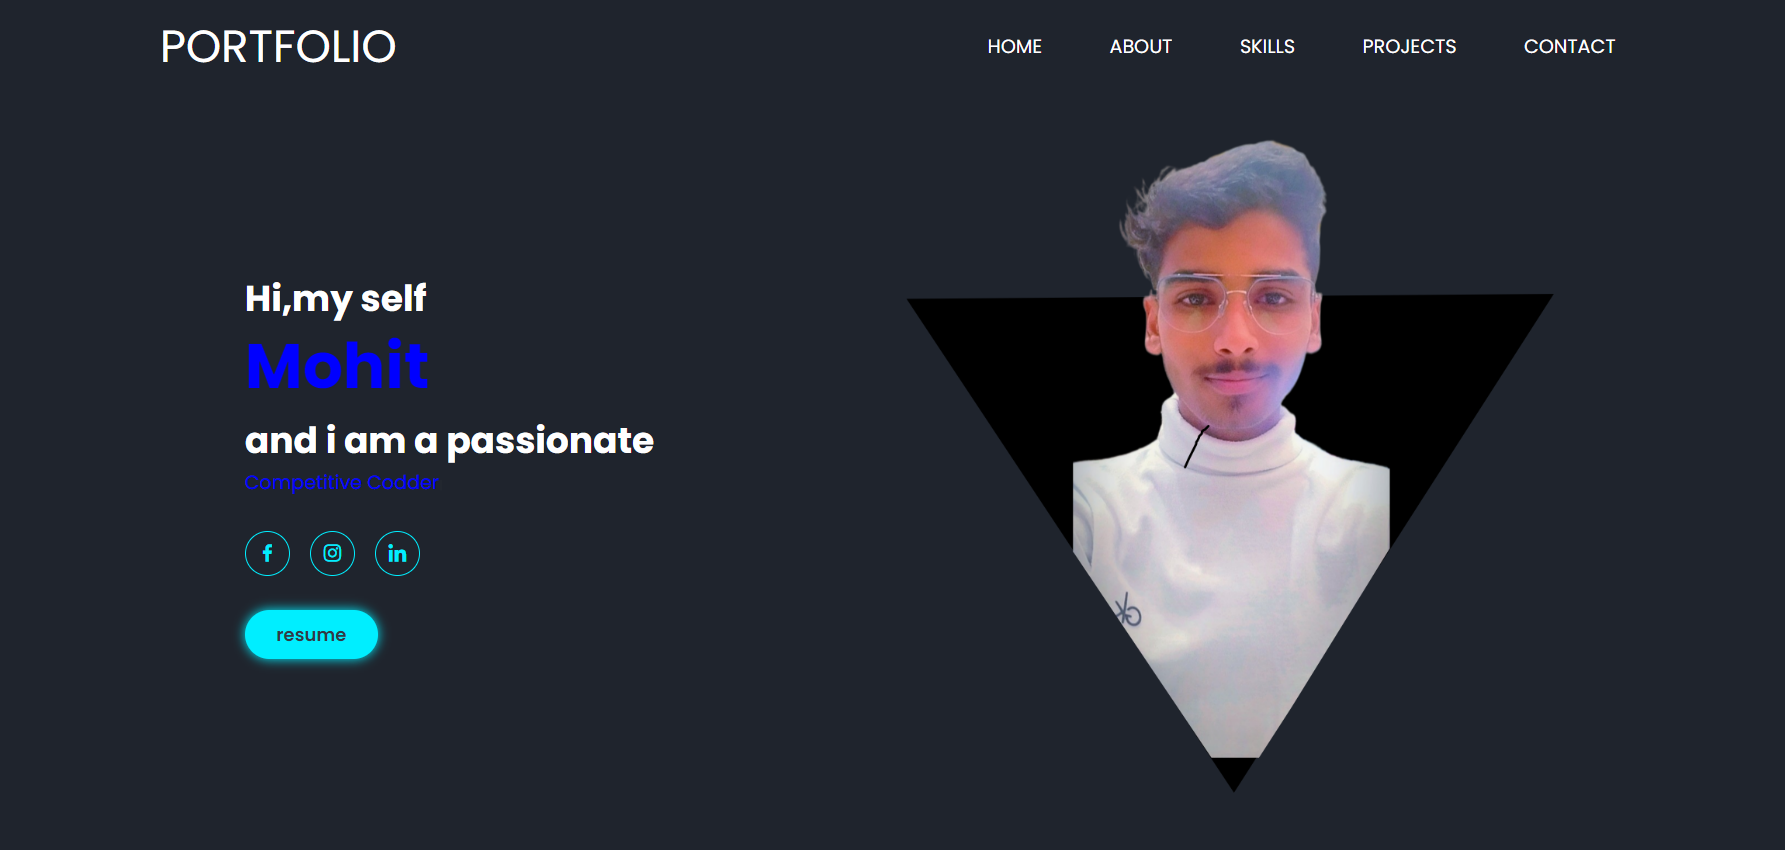 PORTFOLIO
HOME ABOUT SKILLS PROJECTS CONTACT
Hi,my self
Mohit
and i am a passionate
Competitive Codder
resume